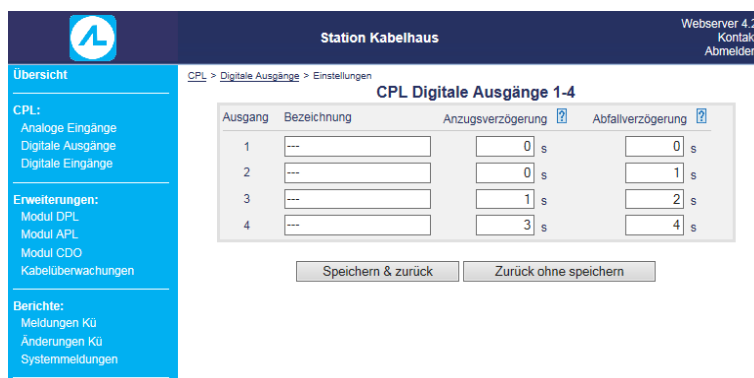 Station Kabelhaus
Webserver 4.2
Kontak
Abmelden
Übersicht
CPL:
Analoge Eingänge
Digitale Ausgänge
Digitale Eingänge
Erweiterungen:
Modul DPL
Modul APL
Modul CDO
Kabelüberwachungen
Berichte:
Meldungen Kü
Änderungen Kü
Systemmeldungen
CPL > Digitale Ausgänge > Einstellungen
CPL Digitale Ausgänge 1-4
Ausgang Bezeichnung Anzugsverzögerung ? Abfallverzögerung ?
1 --- 0 s 0 s
2 --- 0 s 1 s
3 --- 1 s 2 s
4 --- 3 s 4 s
Speichern & zurück Zurück ohne speichern